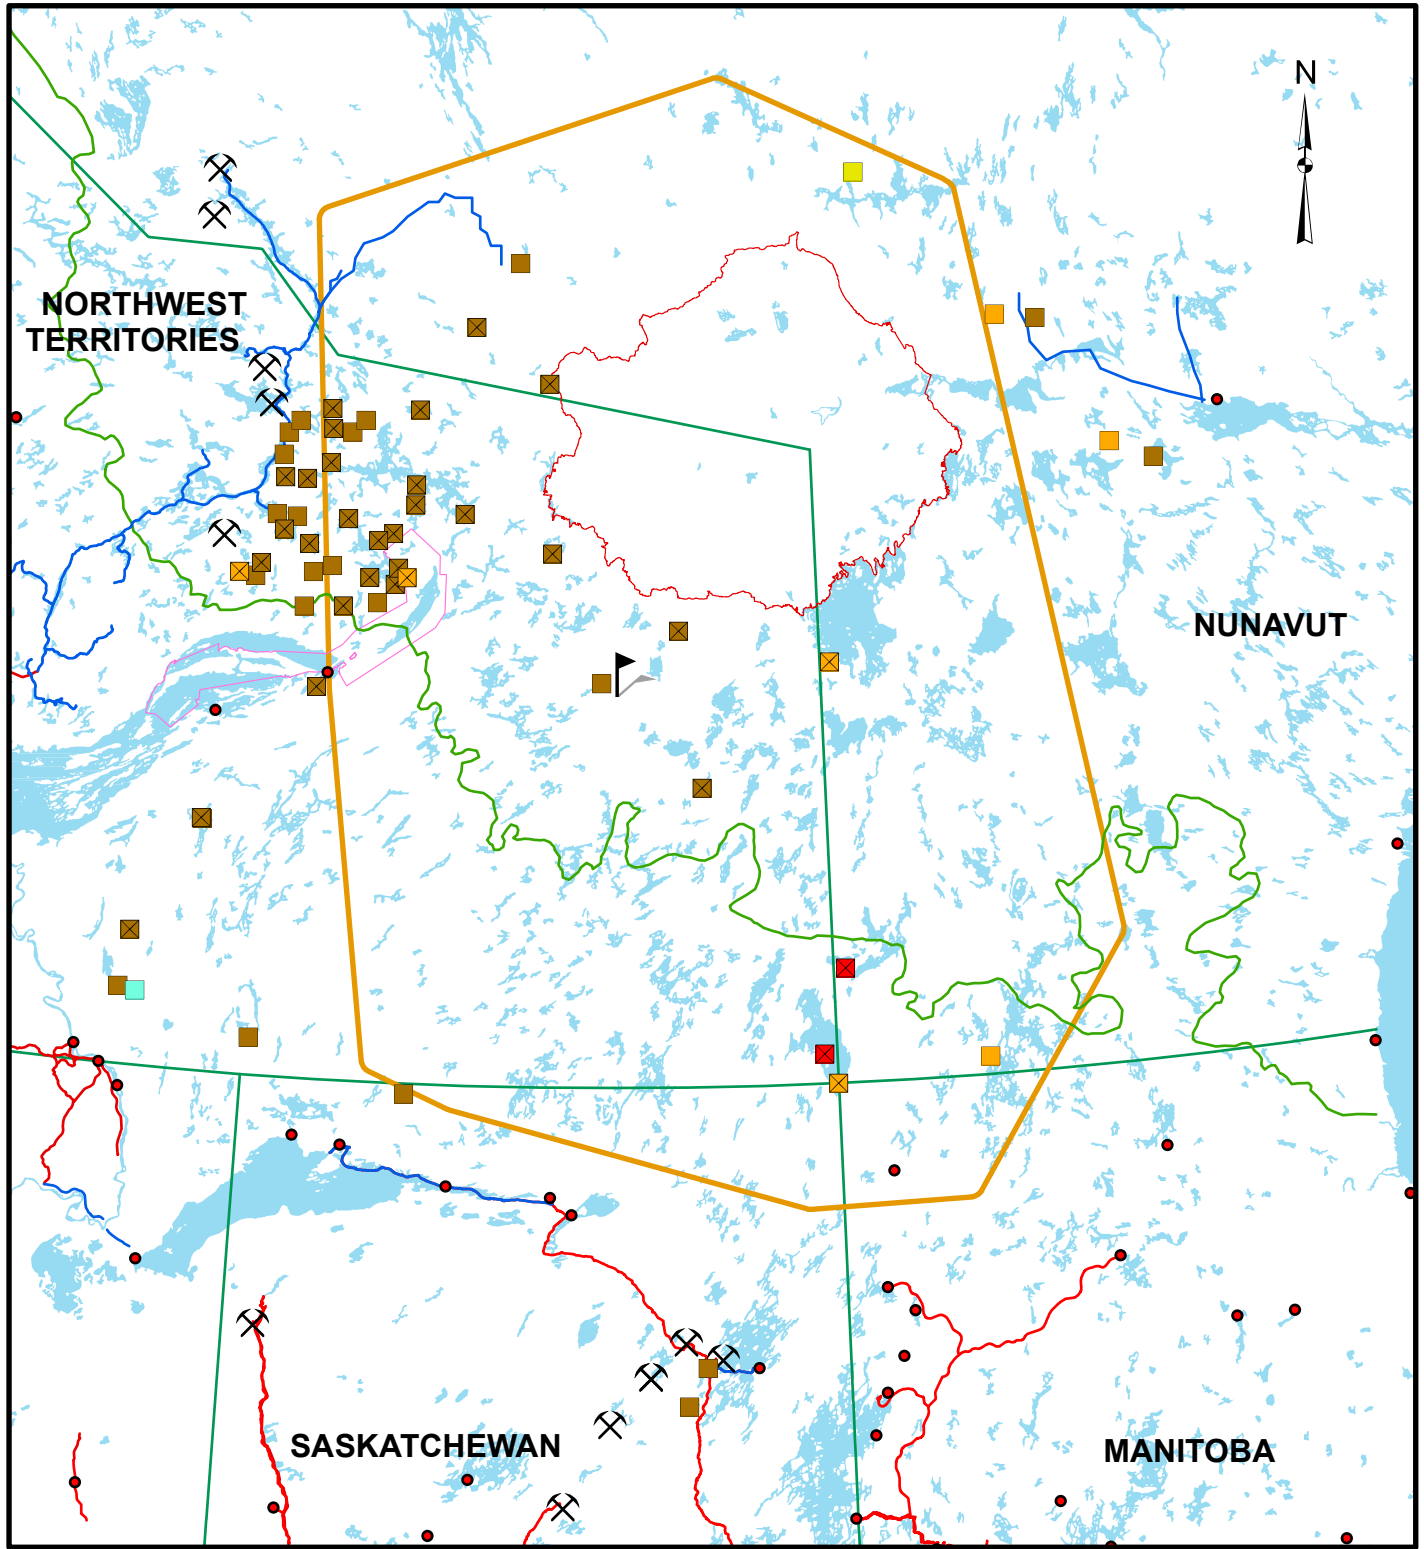 N
NORTHWEST
TERRITORIES
NUNAVUT
SASKATCHEWAN
MANITOBA